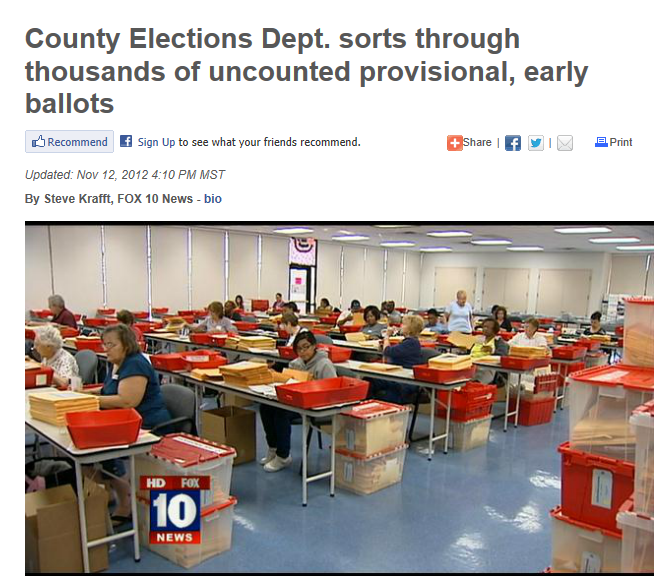 County Elections Dept. sorts through
thousands of uncounted provisional, early
ballots
Recommend Sign Up to see what your friends recommend. Share | | Print
Updated: Nov 12, 2012 4:10 PM MST
By Steve Krafft, FOX 10 News - bio
HD FOX
10
NEWS